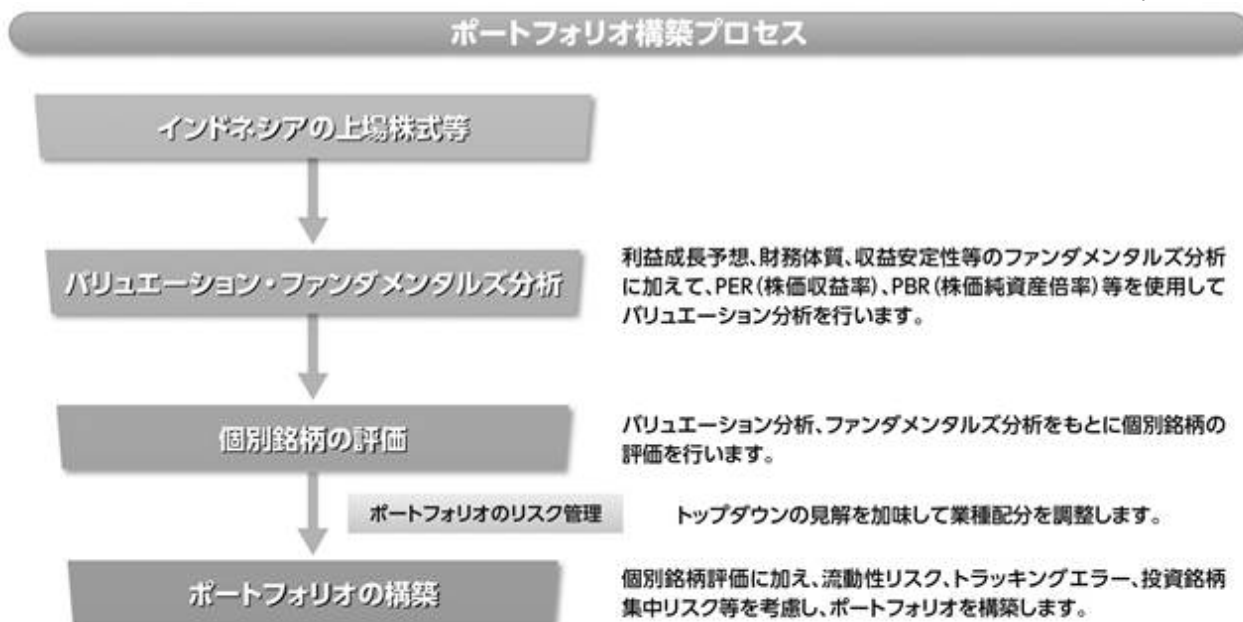 ポートフォリオ構築プロセス
インドネシアの上場株式等
バリュエーション・ファンダメンタルズ分析
利益成長予想、財務体質、収益安定性等のファンダメンタルズ分析
に加えて、PER(株価収益率)、PBR(株価純資産倍率)等を使用して
バリュエーション分析を行います。
個別銘柄の評価
バリュエーション分析、ファンダメンタルズ分析をもとに個別銘柄の
評価を行います。
ポートフォリオのリスク管理
トップダウンの見解を加味して業種配分を調整します。
ポートフォリオの構築
個別銘柄評価に加え、流動性リスク、トラッキングエラー、投資銘柄
集中リスク等を考慮し、ポートフォリオを構築します。